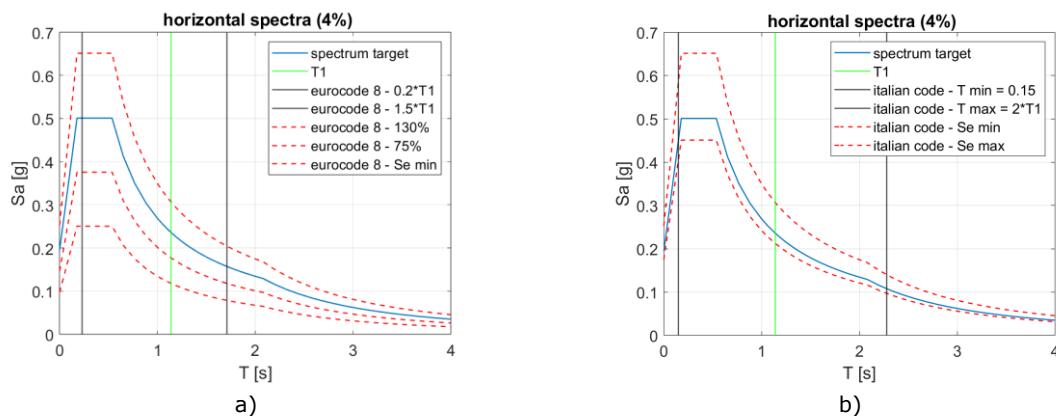 horizontal spectra (4%)
0.7
0.6
0.5
0.4
0.3
0.2
0.1
0
Sa [g]
spectrum target
T1
eurocode 8 - 0.2*T1
eurocode 8 - 1.5*T1
eurocode 8 - 130%
eurocode 8 - 75%
eurocode 8 - Se min
0 1 2 3 4
T [s]
a)
horizontal spectra (4%)
0.7
0.6
0.5
0.4
0.3
0.2
0.1
0
Sa [g]
spectrum target
T1
italian code - T min = 0.15
italian code - T max = 2*T1
italian code - Se min
italian code - Se max
0 1 2 3 4
T [s]
b)